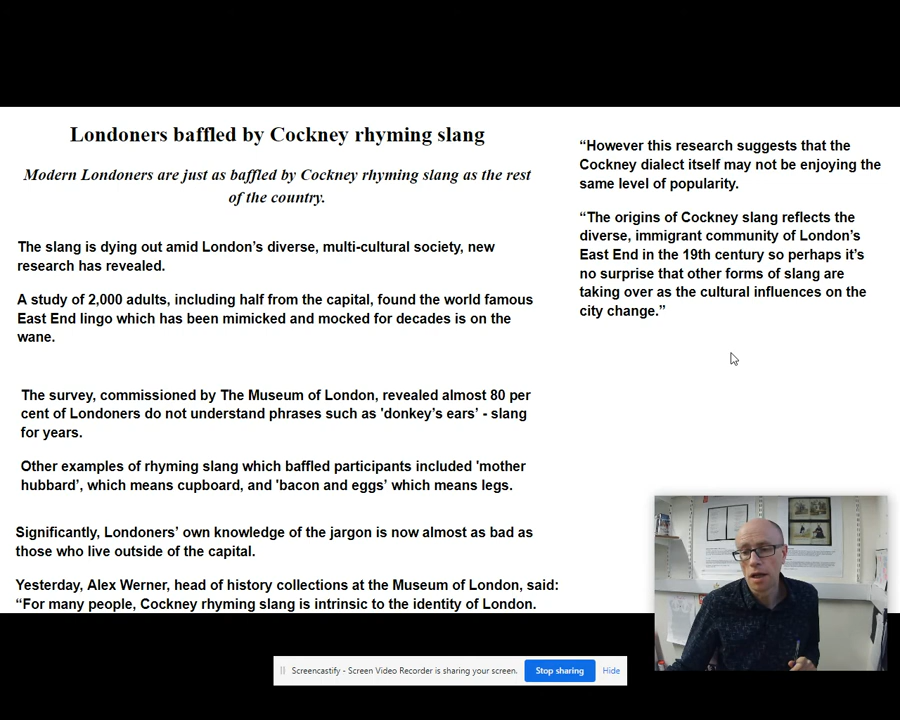 Londoners baffled by Cockney rhyming slang
Modern Londoners are just as baffled by Cockney rhyming slang as the rest
of the country.
The slang is dying out amid London’s diverse, multi-cultural society, new
research has revealed.
A study of 2,000 adults, including half from the capital, found the world famous
East End lingo which has been mimicked and mocked for decades is on the
wane.
The survey, commissioned by The Museum of London, revealed almost 80 per
cent of Londoners do not understand phrases such as 'donkey’s ears’ - slang
for years.
Other examples of rhyming slang which baffled participants included 'mother
hubbard’, which means cupboard, and 'bacon and eggs’ which means legs.
Significantly, Londoners’ own knowledge of the jargon is now almost as bad as
those who live outside of the capital.
Yesterday, Alex Werner, head of history collections at the Museum of London, said:
“For many people, Cockney rhyming slang is intrinsic to the identity of London.
“However this research suggests that the
Cockney dialect itself may not be enjoying the
same level of popularity.
“The origins of Cockney slang reflects the
diverse, immigrant community of London’s
East End in the 19th century so perhaps it’s
no surprise that other forms of slang are
taking over as the cultural influences on the
city change.”
Screencastify - Screen Video Recorder is sharing your screen.
Stop sharing
Hide